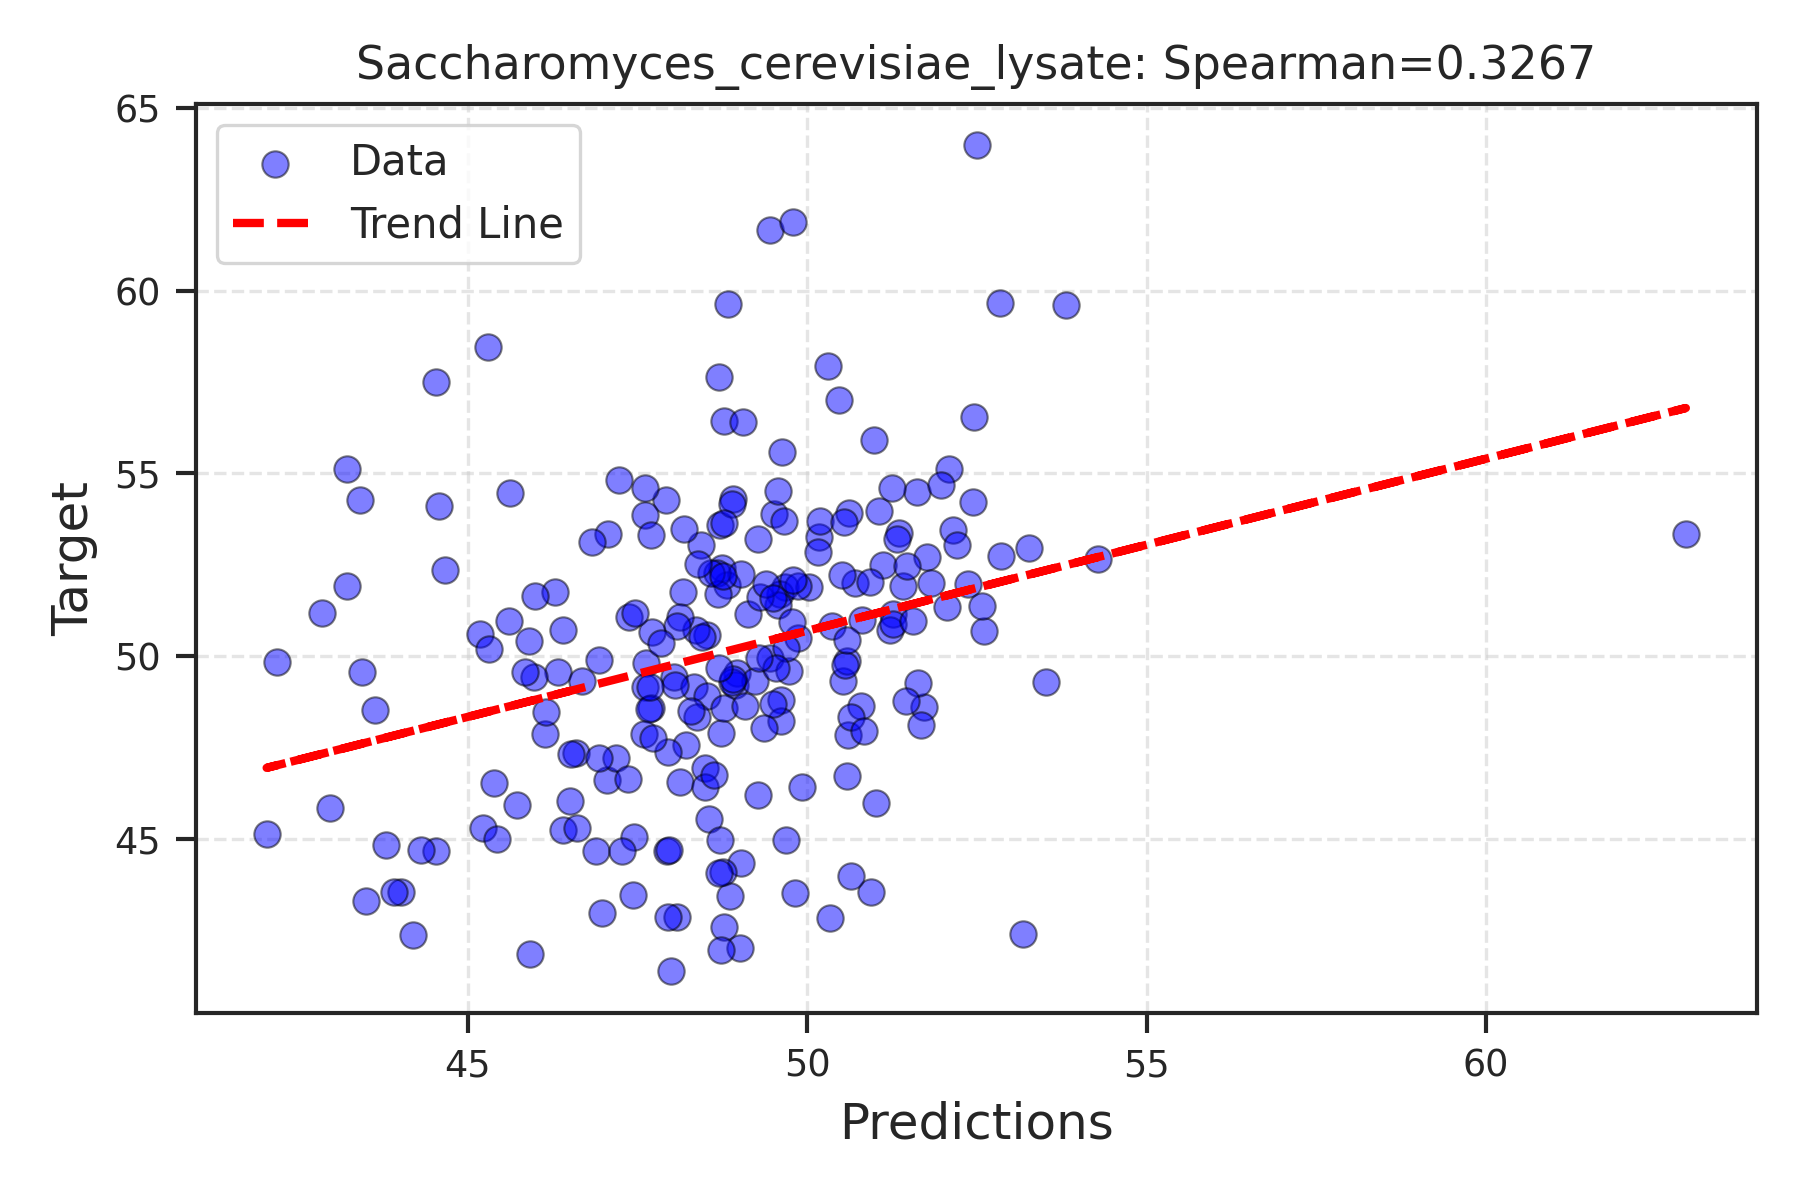 Saccharomyces_cerevisiae_lysate: Spearman=0.3267
Data
Trend Line
65
60
55
50
45
Target
45
50
55
60
Predictions